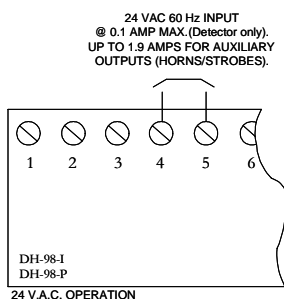 24 VAC 60 Hz INPUT
@ 0.1 AMP MAX.(Detector only).
UP TO 1.9 AMPS FOR AUXILIARY
OUTPUTS (HORNS/STROBES).
1 2 3 4 5 6
DH-98-I
DH-98-P
24 V.A.C. OPERATION